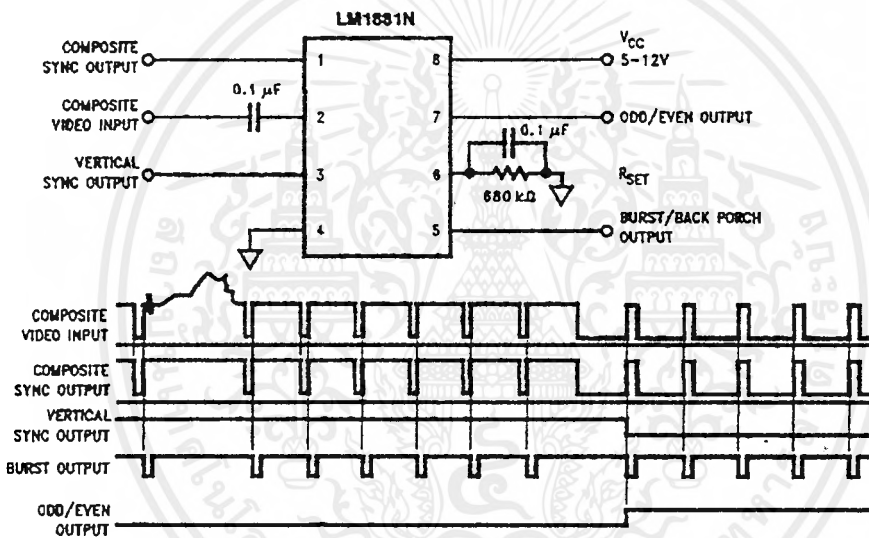 LM1881N
COMPOSITE
SYNC OUTPUT
1
8
VCC
5-12V
0.1 µF
COMPOSITE
VIDEO INPUT
2
7
ODD/EVEN OUTPUT
0.1 µF
VERTICAL
SYNC OUTPUT
3
6
RSET
680 kΩ
4
5
BURST/BACK PORCH
OUTPUT
COMPOSITE
VIDEO INPUT
COMPOSITE
SYNC OUTPUT
VERTICAL
SYNC OUTPUT
BURST OUTPUT
ODD/EVEN
OUTPUT